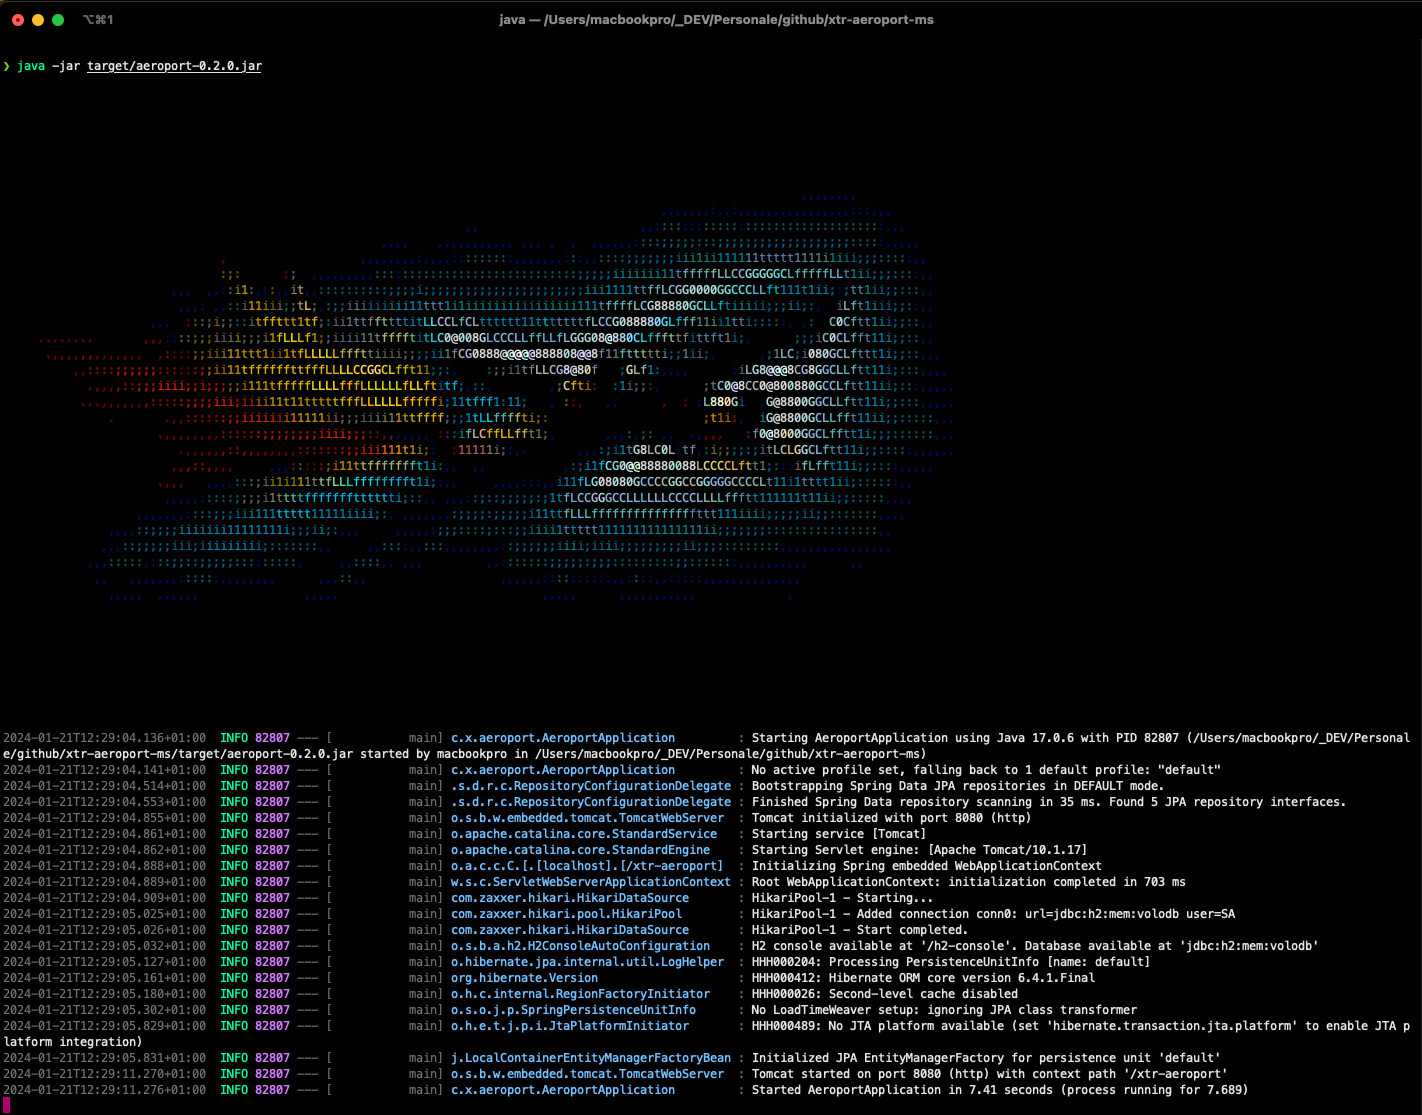 ⌥⌘1
java — /Users/macbookpro/_DEV/Personale/github/xtr-aeroport-ms
❯ java -jar target/aeroport-0.2.0.jar
2024-01-21T12:29:04.136+01:00  INFO 82807 --- [           main] c.x.aeroport.AeroportApplication         : Starting AeroportApplication using Java 17.0.6 with PID 82807 (/Users/macbookpro/_DEV/Personal
e/github/xtr-aeroport-ms/target/aeroport-0.2.0.jar started by macbookpro in /Users/macbookpro/_DEV/Personale/github/xtr-aeroport-ms)
2024-01-21T12:29:04.141+01:00  INFO 82807 --- [           main] c.x.aeroport.AeroportApplication         : No active profile set, falling back to 1 default profile: "default"
2024-01-21T12:29:04.514+01:00  INFO 82807 --- [           main] .s.d.r.c.RepositoryConfigurationDelegate : Bootstrapping Spring Data JPA repositories in DEFAULT mode.
2024-01-21T12:29:04.553+01:00  INFO 82807 --- [           main] .s.d.r.c.RepositoryConfigurationDelegate : Finished Spring Data repository scanning in 35 ms. Found 5 JPA repository interfaces.
2024-01-21T12:29:04.855+01:00  INFO 82807 --- [           main] o.s.b.w.embedded.tomcat.TomcatWebServer  : Tomcat initialized with port 8080 (http)
2024-01-21T12:29:04.861+01:00  INFO 82807 --- [           main] o.apache.catalina.core.StandardService   : Starting service [Tomcat]
2024-01-21T12:29:04.862+01:00  INFO 82807 --- [           main] o.apache.catalina.core.StandardEngine    : Starting Servlet engine: [Apache Tomcat/10.1.17]
2024-01-21T12:29:04.888+01:00  INFO 82807 --- [           main] o.a.c.c.C.[.[localhost].[/xtr-aeroport]  : Initializing Spring embedded WebApplicationContext
2024-01-21T12:29:04.889+01:00  INFO 82807 --- [           main] w.s.c.ServletWebServerApplicationContext : Root WebApplicationContext: initialization completed in 703 ms
2024-01-21T12:29:04.909+01:00  INFO 82807 --- [           main] com.zaxxer.hikari.HikariDataSource       : HikariPool-1 - Starting...
2024-01-21T12:29:05.025+01:00  INFO 82807 --- [           main] com.zaxxer.hikari.pool.HikariPool        : HikariPool-1 - Added connection conn0: url=jdbc:h2:mem:volodb user=SA
2024-01-21T12:29:05.026+01:00  INFO 82807 --- [           main] com.zaxxer.hikari.HikariDataSource       : HikariPool-1 - Start completed.
2024-01-21T12:29:05.032+01:00  INFO 82807 --- [           main] o.s.b.a.h2.H2ConsoleAutoConfiguration    : H2 console available at '/h2-console'. Database available at 'jdbc:h2:mem:volodb'
2024-01-21T12:29:05.127+01:00  INFO 82807 --- [           main] o.hibernate.jpa.internal.util.LogHelper  : HHH000204: Processing PersistenceUnitInfo [name: default]
2024-01-21T12:29:05.161+01:00  INFO 82807 --- [           main] org.hibernate.Version                    : HHH000412: Hibernate ORM core version 6.4.1.Final
2024-01-21T12:29:05.180+01:00  INFO 82807 --- [           main] o.h.c.internal.RegionFactoryInitiator    : HHH000026: Second-level cache disabled
2024-01-21T12:29:05.302+01:00  INFO 82807 --- [           main] o.s.o.j.p.SpringPersistenceUnitInfo      : No LoadTimeWeaver setup: ignoring JPA class transformer
2024-01-21T12:29:05.829+01:00  INFO 82807 --- [           main] o.h.e.t.j.p.i.JtaPlatformInitiator       : HHH000489: No JTA platform available (set 'hibernate.transaction.jta.platform' to enable JTA p
latform integration)
2024-01-21T12:29:05.831+01:00  INFO 82807 --- [           main] j.LocalContainerEntityManagerFactoryBean : Initialized JPA EntityManagerFactory for persistence unit 'default'
2024-01-21T12:29:11.270+01:00  INFO 82807 --- [           main] o.s.b.w.embedded.tomcat.TomcatWebServer  : Tomcat started on port 8080 (http) with context path '/xtr-aeroport'
2024-01-21T12:29:11.276+01:00  INFO 82807 --- [           main] c.x.aeroport.AeroportApplication         : Started AeroportApplication in 7.41 seconds (process running for 7.689)